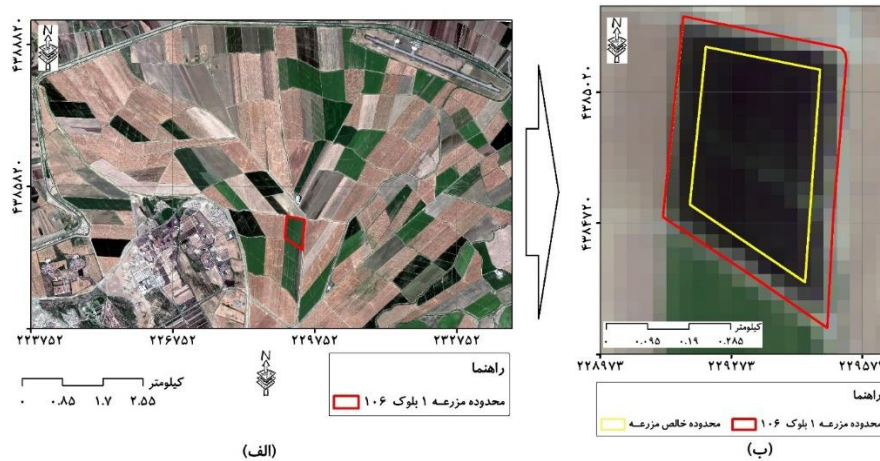 N
۴۳۸۸۸۲۰
۴۳۸۵۸۲۰
۲۲۳۷۵۲
۲۲۶۷۵۲
۲۲۹۷۵۲
۲۳۲۷۵۲
کیلومتر
۰ ۰.۸۵ ۱.۷ ۲.۵۵
N
راهنما
محدوده مزرعه ۱ بلوک ۱۰۶
(الف)
N
۴۳۸۵۰۲۰
۴۳۸۴۷۲۰
کیلومتر
۰ ۰.۰۹۵ ۰.۱۹ ۰.۲۸۵
۲۲۸۹۷۳
۲۲۹۲۷۳
۲۲۹۵۷۳
راهنما
محدوده مزرعه ۱ بلوک ۱۰۶
محدوده خالص مزرعه
(ب)